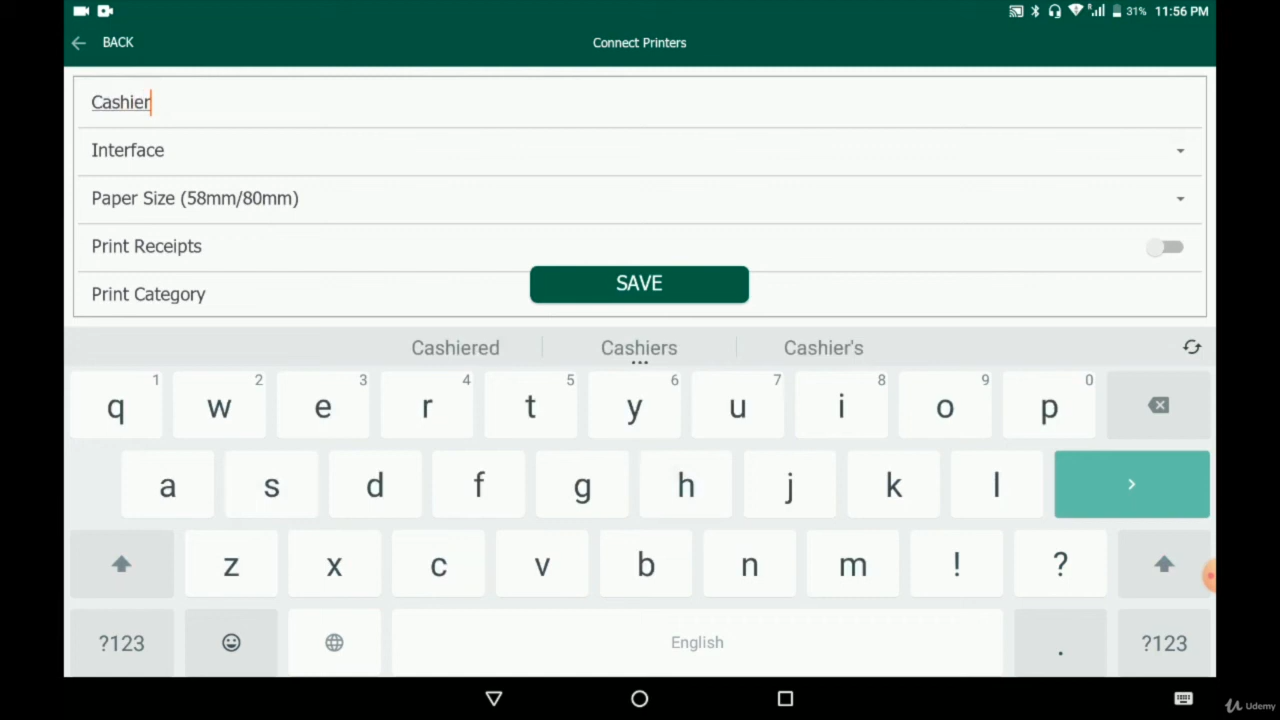 31% 11:56 PM
BACK
Connect Printers
Cashier
Interface
Paper Size (58mm/80mm)
Print Receipts
Print Category
SAVE
Cashiered Cashiers Cashier's
1 2 3 4 5 6 7 8 9 0
q w e r t y u i o p
a s d f g h j k l
z x c v b n m ! ?
?123 English . ?123
Udemy